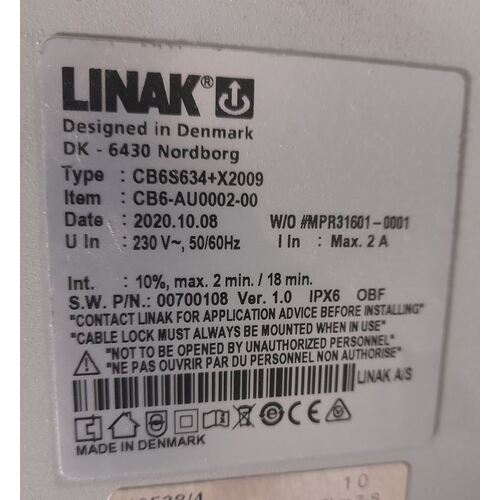 LINAK®
Designed in Denmark
DK - 6430 Nordborg
Type : CB6S634+X2009
Item : CB6-AU0002-00
Date : 2020.10.08 W/O #MPR31601-0001
U In : 230 V~, 50/60Hz I In : Max. 2 A
Int. : 10%, max. 2 min. / 18 min.
S.W. P/N.: 00700108 Ver. 1.0 IPX6 OBF
"CONTACT LINAK FOR APPLICATION ADVICE BEFORE INSTALLING"
"CABLE LOCK MUST ALWAYS BE MOUNTED WHEN IN USE"
"NOT TO BE OPENED BY UNAUTHORIZED PERSONNEL"
"NE PAS OUVRIR PAR DU PERSONNEL NON AUTHORISE"
LINAK A/S
CE
MADE IN DENMARK
10